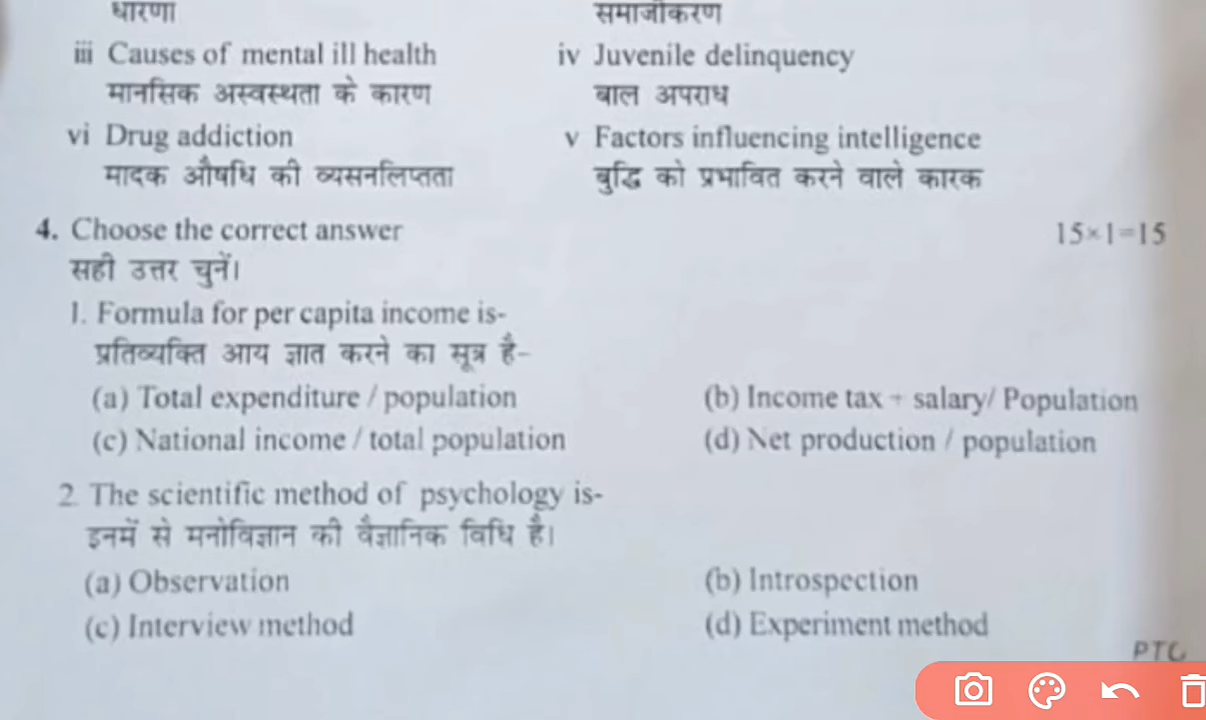 धारणा समाजीकरण
iii Causes of mental ill health iv Juvenile delinquency
मानसिक अस्वस्थता के कारण बाल अपराध
vi Drug addiction v Factors influencing intelligence
मादक औषधि की व्यसनलिप्तता बुद्धि को प्रभावित करने वाले कारक
4. Choose the correct answer 15×1=15
सही उत्तर चुनें।
1. Formula for per capita income is-
प्रतिव्यक्ति आय ज्ञात करने का सूत्र है-
(a) Total expenditure / population (b) Income tax + salary/ Population
(c) National income / total population (d) Net production / population
2. The scientific method of psychology is-
इनमें से मनोविज्ञान की वैज्ञानिक विधि है।
(a) Observation (b) Introspection
(c) Interview method (d) Experiment method
PTO